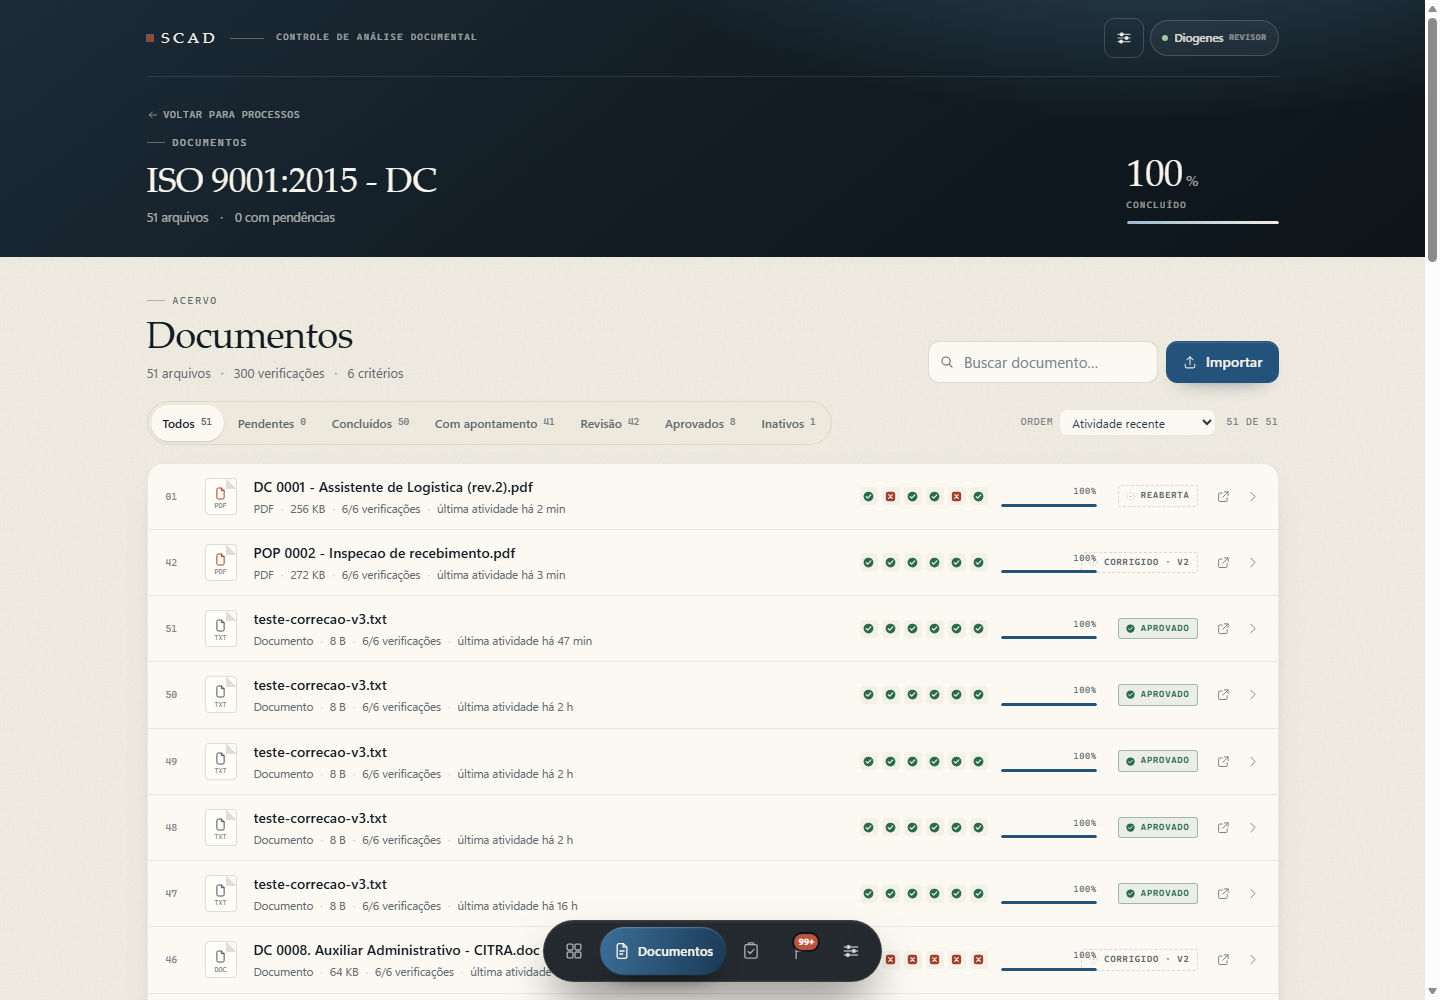 SCAD CONTROLE DE ANÁLISE DOCUMENTAL Diogenes REVISOR
← VOLTAR PARA PROCESSOS
DOCUMENTOS
ISO 9001:2015 - DC
51 arquivos · 0 com pendências
100 %
CONCLUÍDO
ACERVO
Documentos
51 arquivos · 300 verificações · 6 critérios
Buscar documento... Importar
Todos 51 Pendentes 0 Concluídos 50 Com apontamento 41 Revisão 42 Aprovados 8 Inativos 1 ORDEM Atividade recente 51 DE 51
01 PDF DC 0001 - Assistente de Logistica (rev.2).pdf 100% REABERTA
PDF · 256 KB · 6/6 verificações · última atividade há 2 min
42 PDF POP 0002 - Inspecao de recebimento.pdf 100% CORRIGIDO · V2
PDF · 272 KB · 6/6 verificações · última atividade há 3 min
51 TXT teste-correcao-v3.txt 100% APROVADO
Documento · 8 B · 6/6 verificações · última atividade há 47 min
50 TXT teste-correcao-v3.txt 100% APROVADO
Documento · 8 B · 6/6 verificações · última atividade há 2 h
49 TXT teste-correcao-v3.txt 100% APROVADO
Documento · 8 B · 6/6 verificações · última atividade há 2 h
48 TXT teste-correcao-v3.txt 100% APROVADO
Documento · 8 B · 6/6 verificações · última atividade há 2 h
47 TXT teste-correcao-v3.txt 100% APROVADO
Documento · 8 B · 6/6 verificações · última atividade há 16 h
46 DOC DC 0008. Auxiliar Administrativo - CITRA.doc 100% CORRIGIDO · V2
Documento · 64 KB · 6/6 verificações · última atividade
Documentos 99+